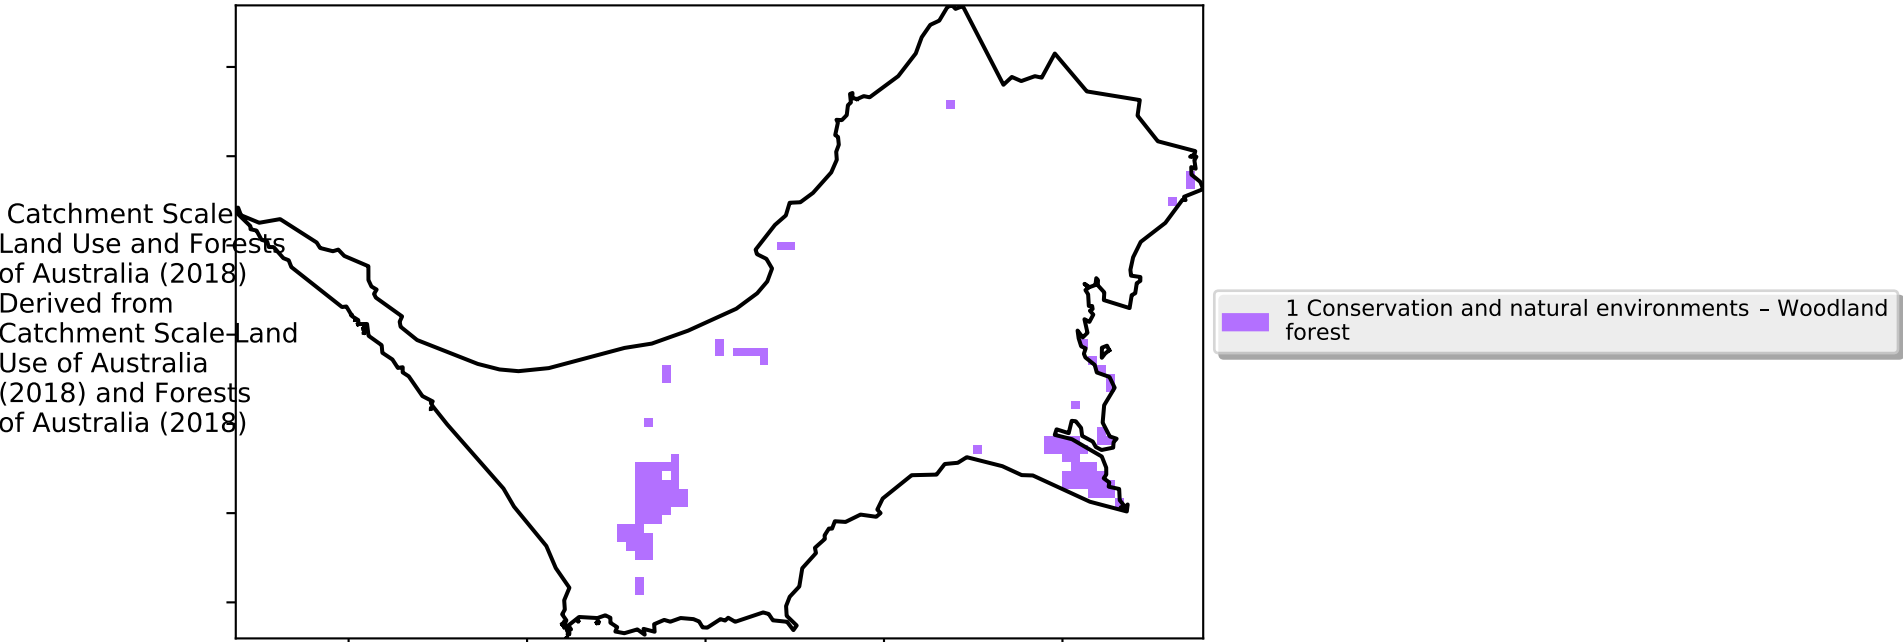 Catchment Scale
Land Use and Forests
of Australia (2018)
Derived from
Catchment Scale Land
Use of Australia
(2018) and Forests
of Australia (2018)
1 Conservation and natural environments – Woodland
forest